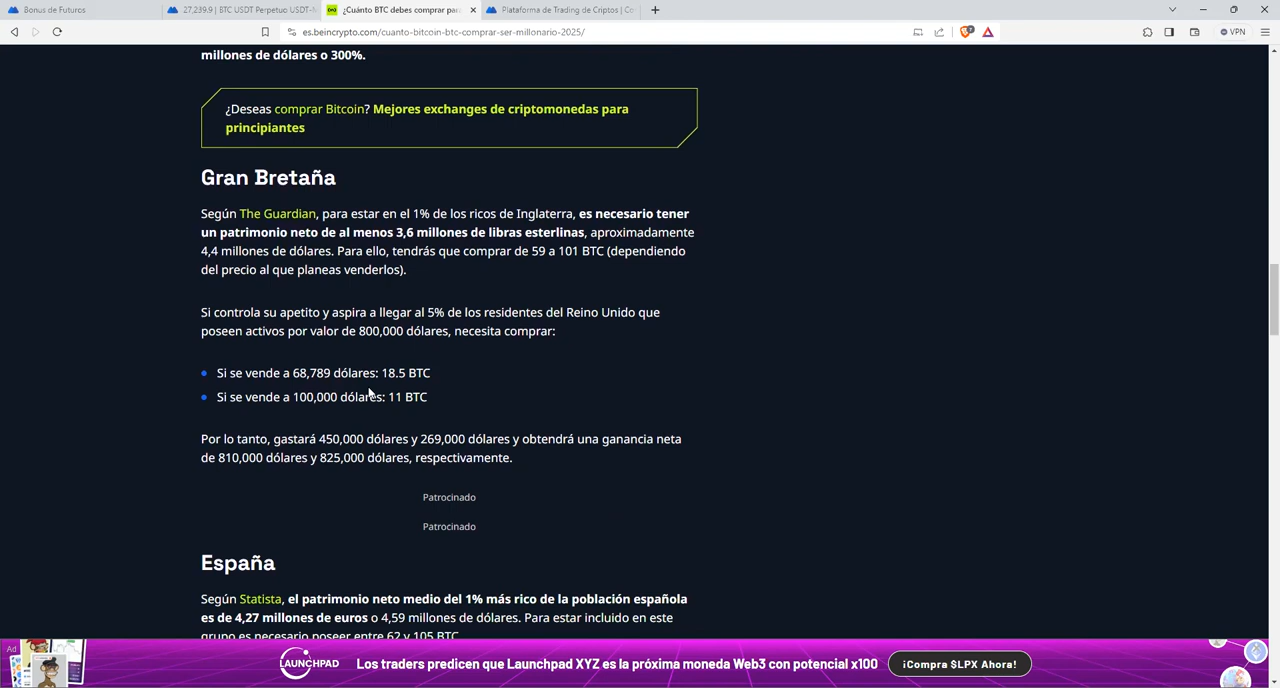 Bonus de Futuros
27,239.9 | BTC USDT Perpetuo USDT-M
¿Cuánto BTC debes comprar para
Plataforma de Trading de Criptos | Co
es.beincrypto.com/cuanto-bitcoin-btc-comprar-ser-millonario-2025/
VPN
millones de dólares o 300%.
¿Deseas comprar Bitcoin? Mejores exchanges de criptomonedas para
principiantes
Gran Bretaña
Según The Guardian, para estar en el 1% de los ricos de Inglaterra, es necesario tener
un patrimonio neto de al menos 3,6 millones de libras esterlinas, aproximadamente
4,4 millones de dólares. Para ello, tendrás que comprar de 59 a 101 BTC (dependiendo
del precio al que planeas venderlos).
Si controla su apetito y aspira a llegar al 5% de los residentes del Reino Unido que
poseen activos por valor de 800,000 dólares, necesita comprar:
Si se vende a 68,789 dólares: 18.5 BTC
Si se vende a 100,000 dólares: 11 BTC
Por lo tanto, gastará 450,000 dólares y 269,000 dólares y obtendrá una ganancia neta
de 810,000 dólares y 825,000 dólares, respectivamente.
Patrocinado
Patrocinado
España
Según Statista, el patrimonio neto medio del 1% más rico de la población española
es de 4,27 millones de euros o 4,59 millones de dólares. Para estar incluido en este
grupo es necesario poseer entre 62 y 105 BTC.
Ad
LAUNCHPAD
Los traders predicen que Launchpad XYZ es la próxima moneda Web3 con potencial x100
¡Compra $LPX Ahora!